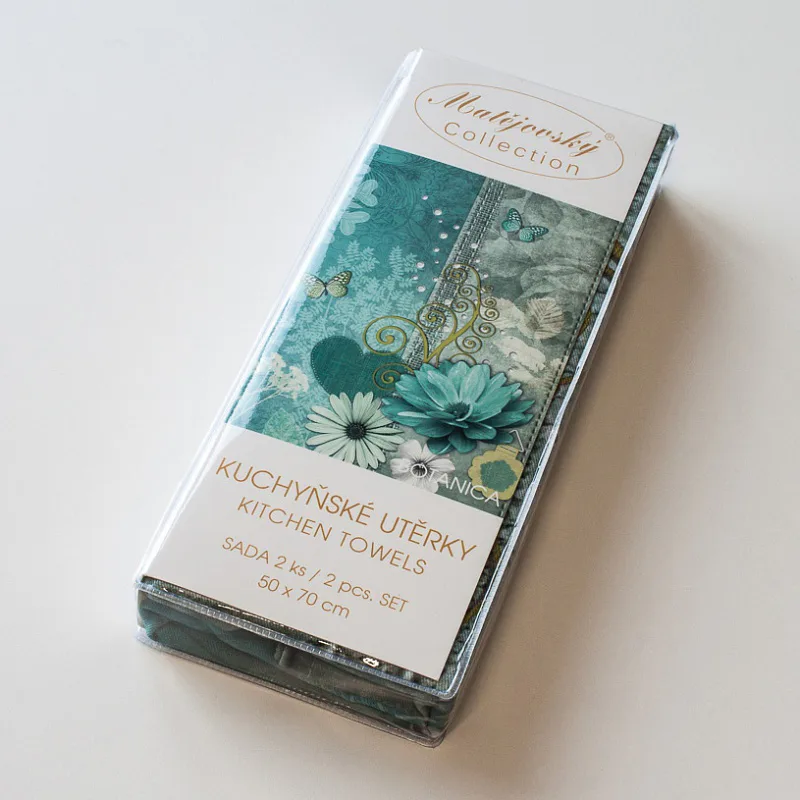 Matějovský®
Collection
BOTANICA
KUCHYŇSKÉ UTĚRKY
KITCHEN TOWELS
SADA 2 ks / 2 pcs. SET
50 x 70 cm